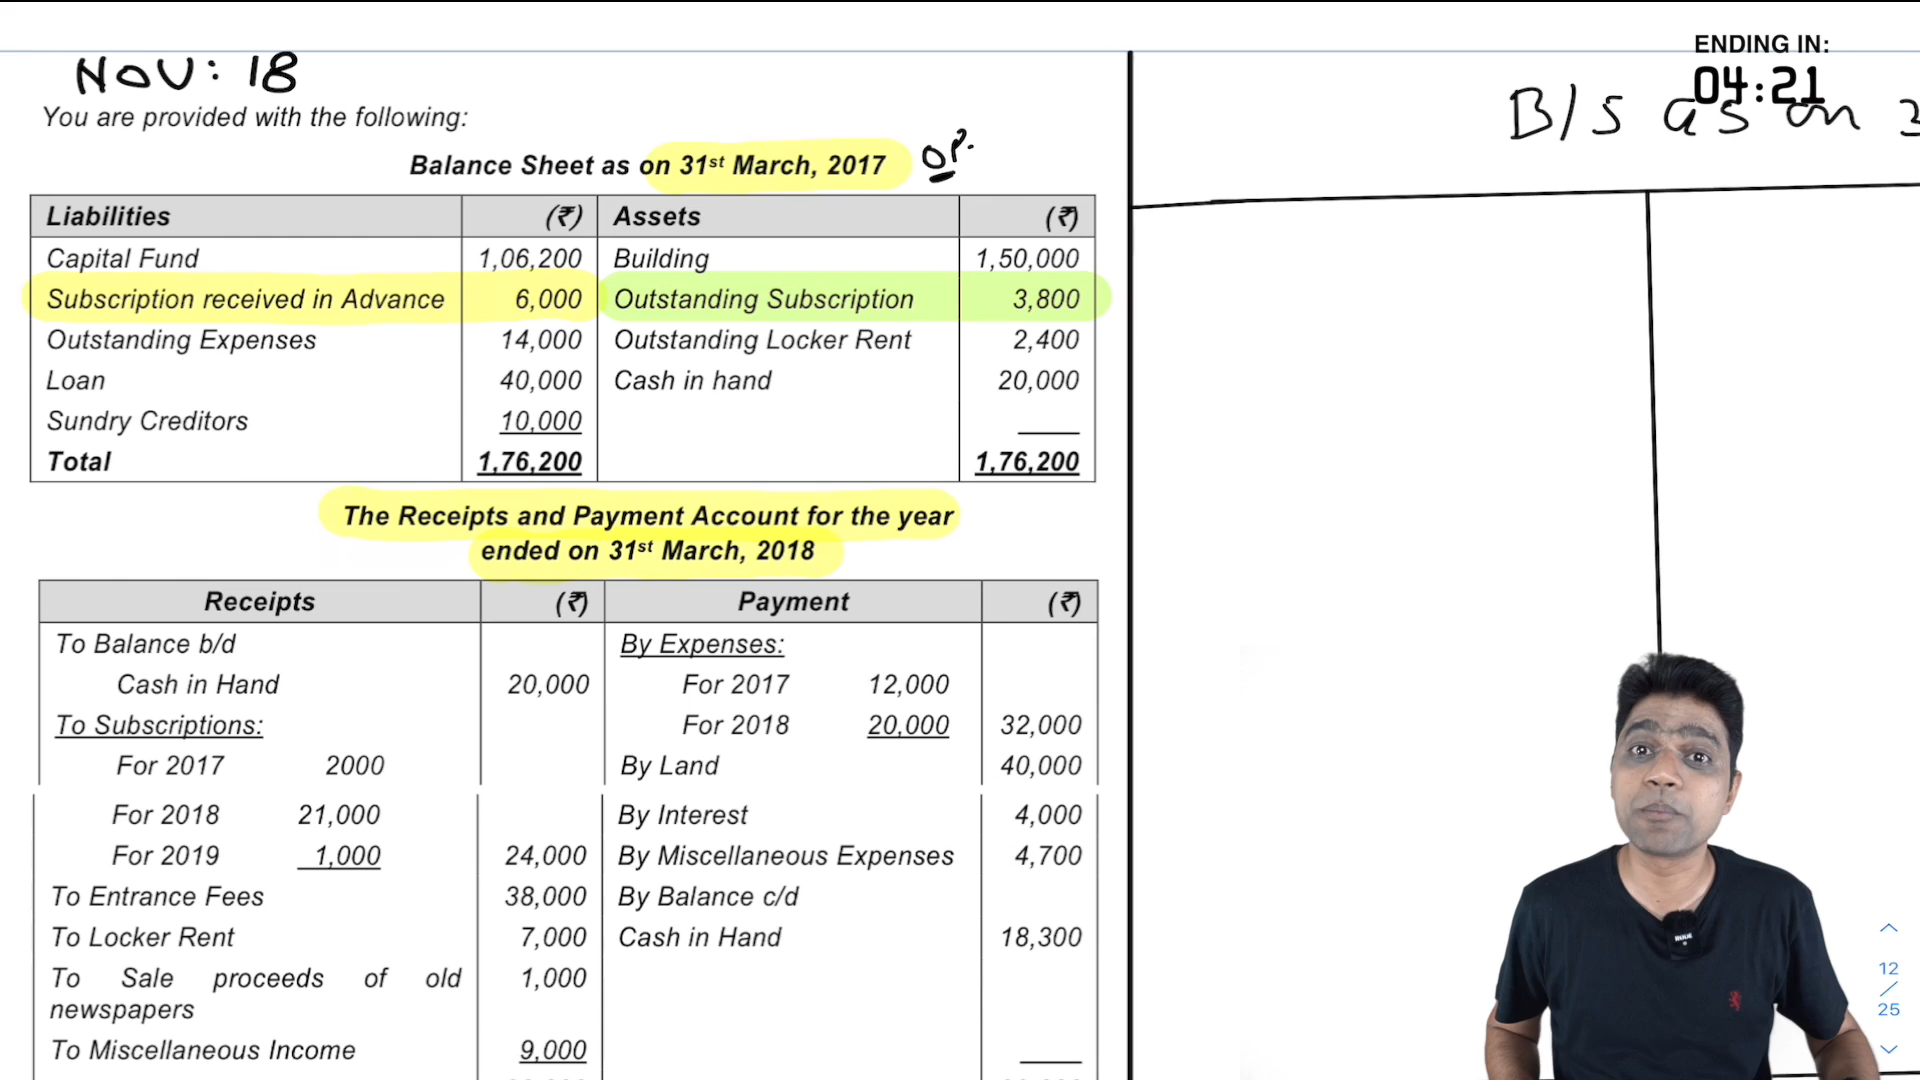 ENDING IN:
04:21
NOV: 18
B/S as on 3
You are provided with the following:
Balance Sheet as on 31st March, 2017 OP.
Liabilities (₹) Assets (₹)
Capital Fund 1,06,200 Building 1,50,000
Subscription received in Advance 6,000 Outstanding Subscription 3,800
Outstanding Expenses 14,000 Outstanding Locker Rent 2,400
Loan 40,000 Cash in hand 20,000
Sundry Creditors 10,000
Total 1,76,200 1,76,200
The Receipts and Payment Account for the year
ended on 31st March, 2018
Receipts (₹) Payment (₹)
To Balance b/d By Expenses:
Cash in Hand 20,000 For 2017 12,000
To Subscriptions: For 2018 20,000 32,000
For 2017 2000 By Land 40,000
For 2018 21,000 By Interest 4,000
For 2019 1,000 24,000 By Miscellaneous Expenses 4,700
To Entrance Fees 38,000 By Balance c/d
To Locker Rent 7,000 Cash in Hand 18,300
To Sale proceeds of old 1,000
newspapers
To Miscellaneous Income 9,000
12
/
25